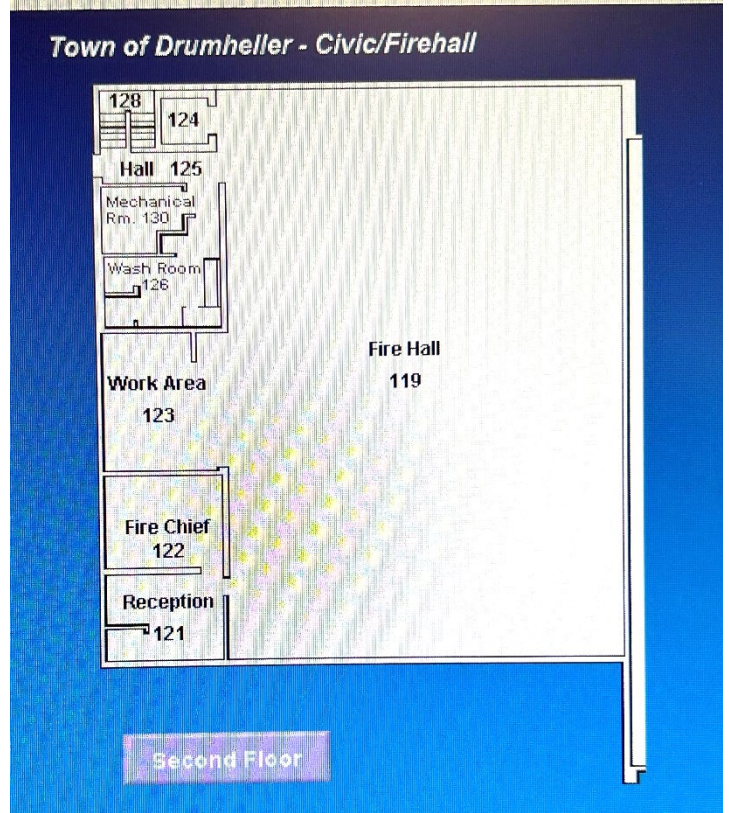 Town of Drumheller - Civic/Firehall
128
124
Hall 125
Mechanical
Rm. 130
Wash Room
126
Fire Hall
119
Work Area
123
Fire Chief
122
Reception
121
Second Floor